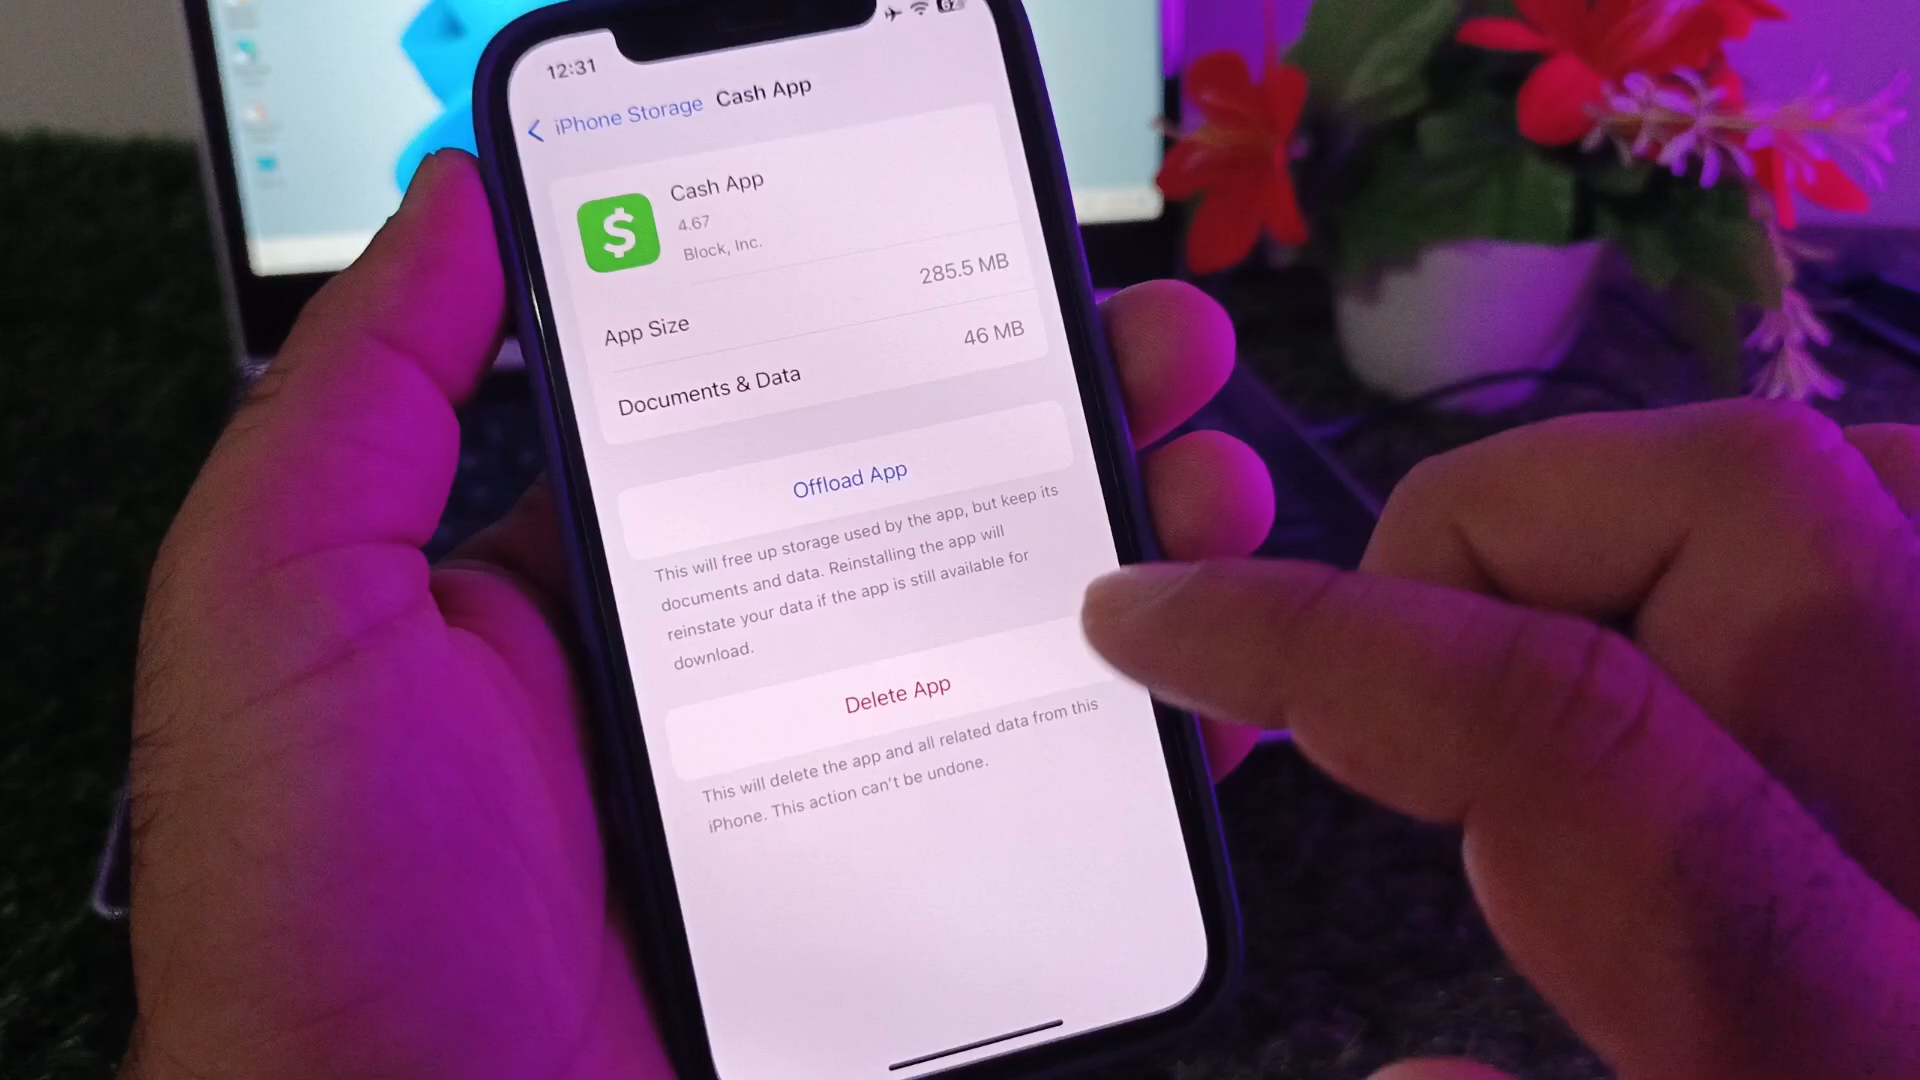 12:31
iPhone Storage Cash App
$
Cash App
4.67
Block, Inc.
App Size 285.5 MB
Documents & Data 46 MB
Offload App
This will free up storage used by the app, but keep its
documents and data. Reinstalling the app will
reinstate your data if the app is still available for
download.
Delete App
This will delete the app and all related data from this
iPhone. This action can't be undone.